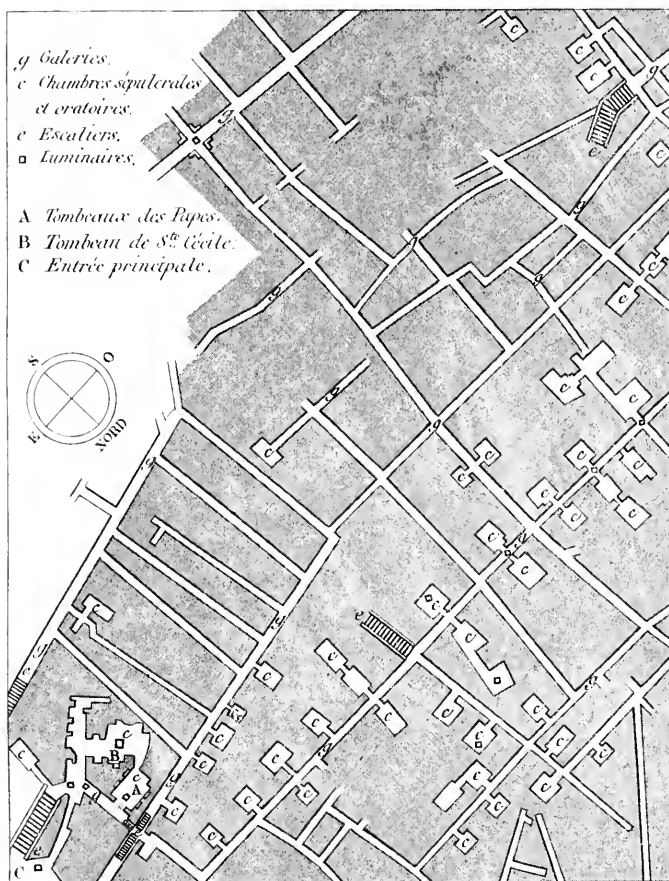 g Galeries.
c Chambres sépulcrales
et oratoires.
e Escaliers.
□ Luminaires.
A Tombeaux des Papes.
B Tombeau de Ste. Cécile.
C Entrée principale.
S
O
E
NORD
B
A
C